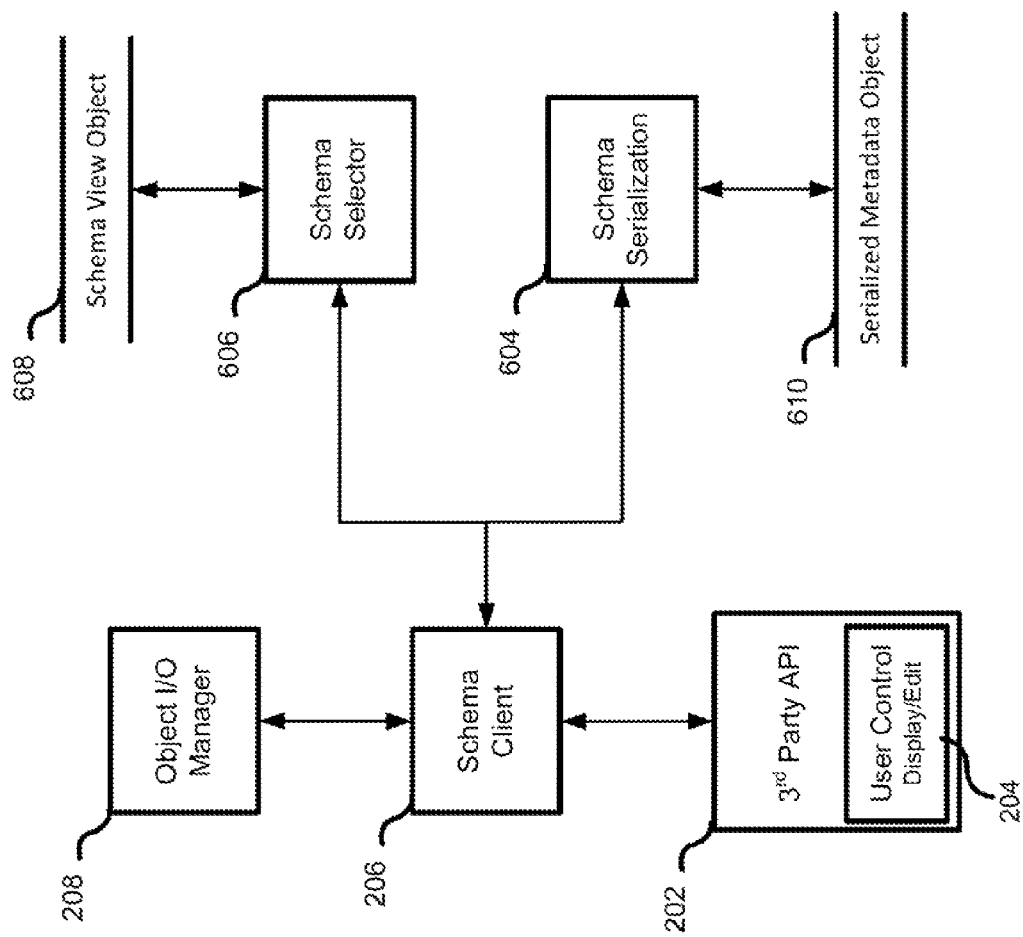 608
Schema View Object
606
Schema
Selector
604
Schema
Serialization
610
Serialized Metadata Object
208
Object I/O
Manager
206
Schema
Client
202
3rd Party API
User Control
Display/Edit
204